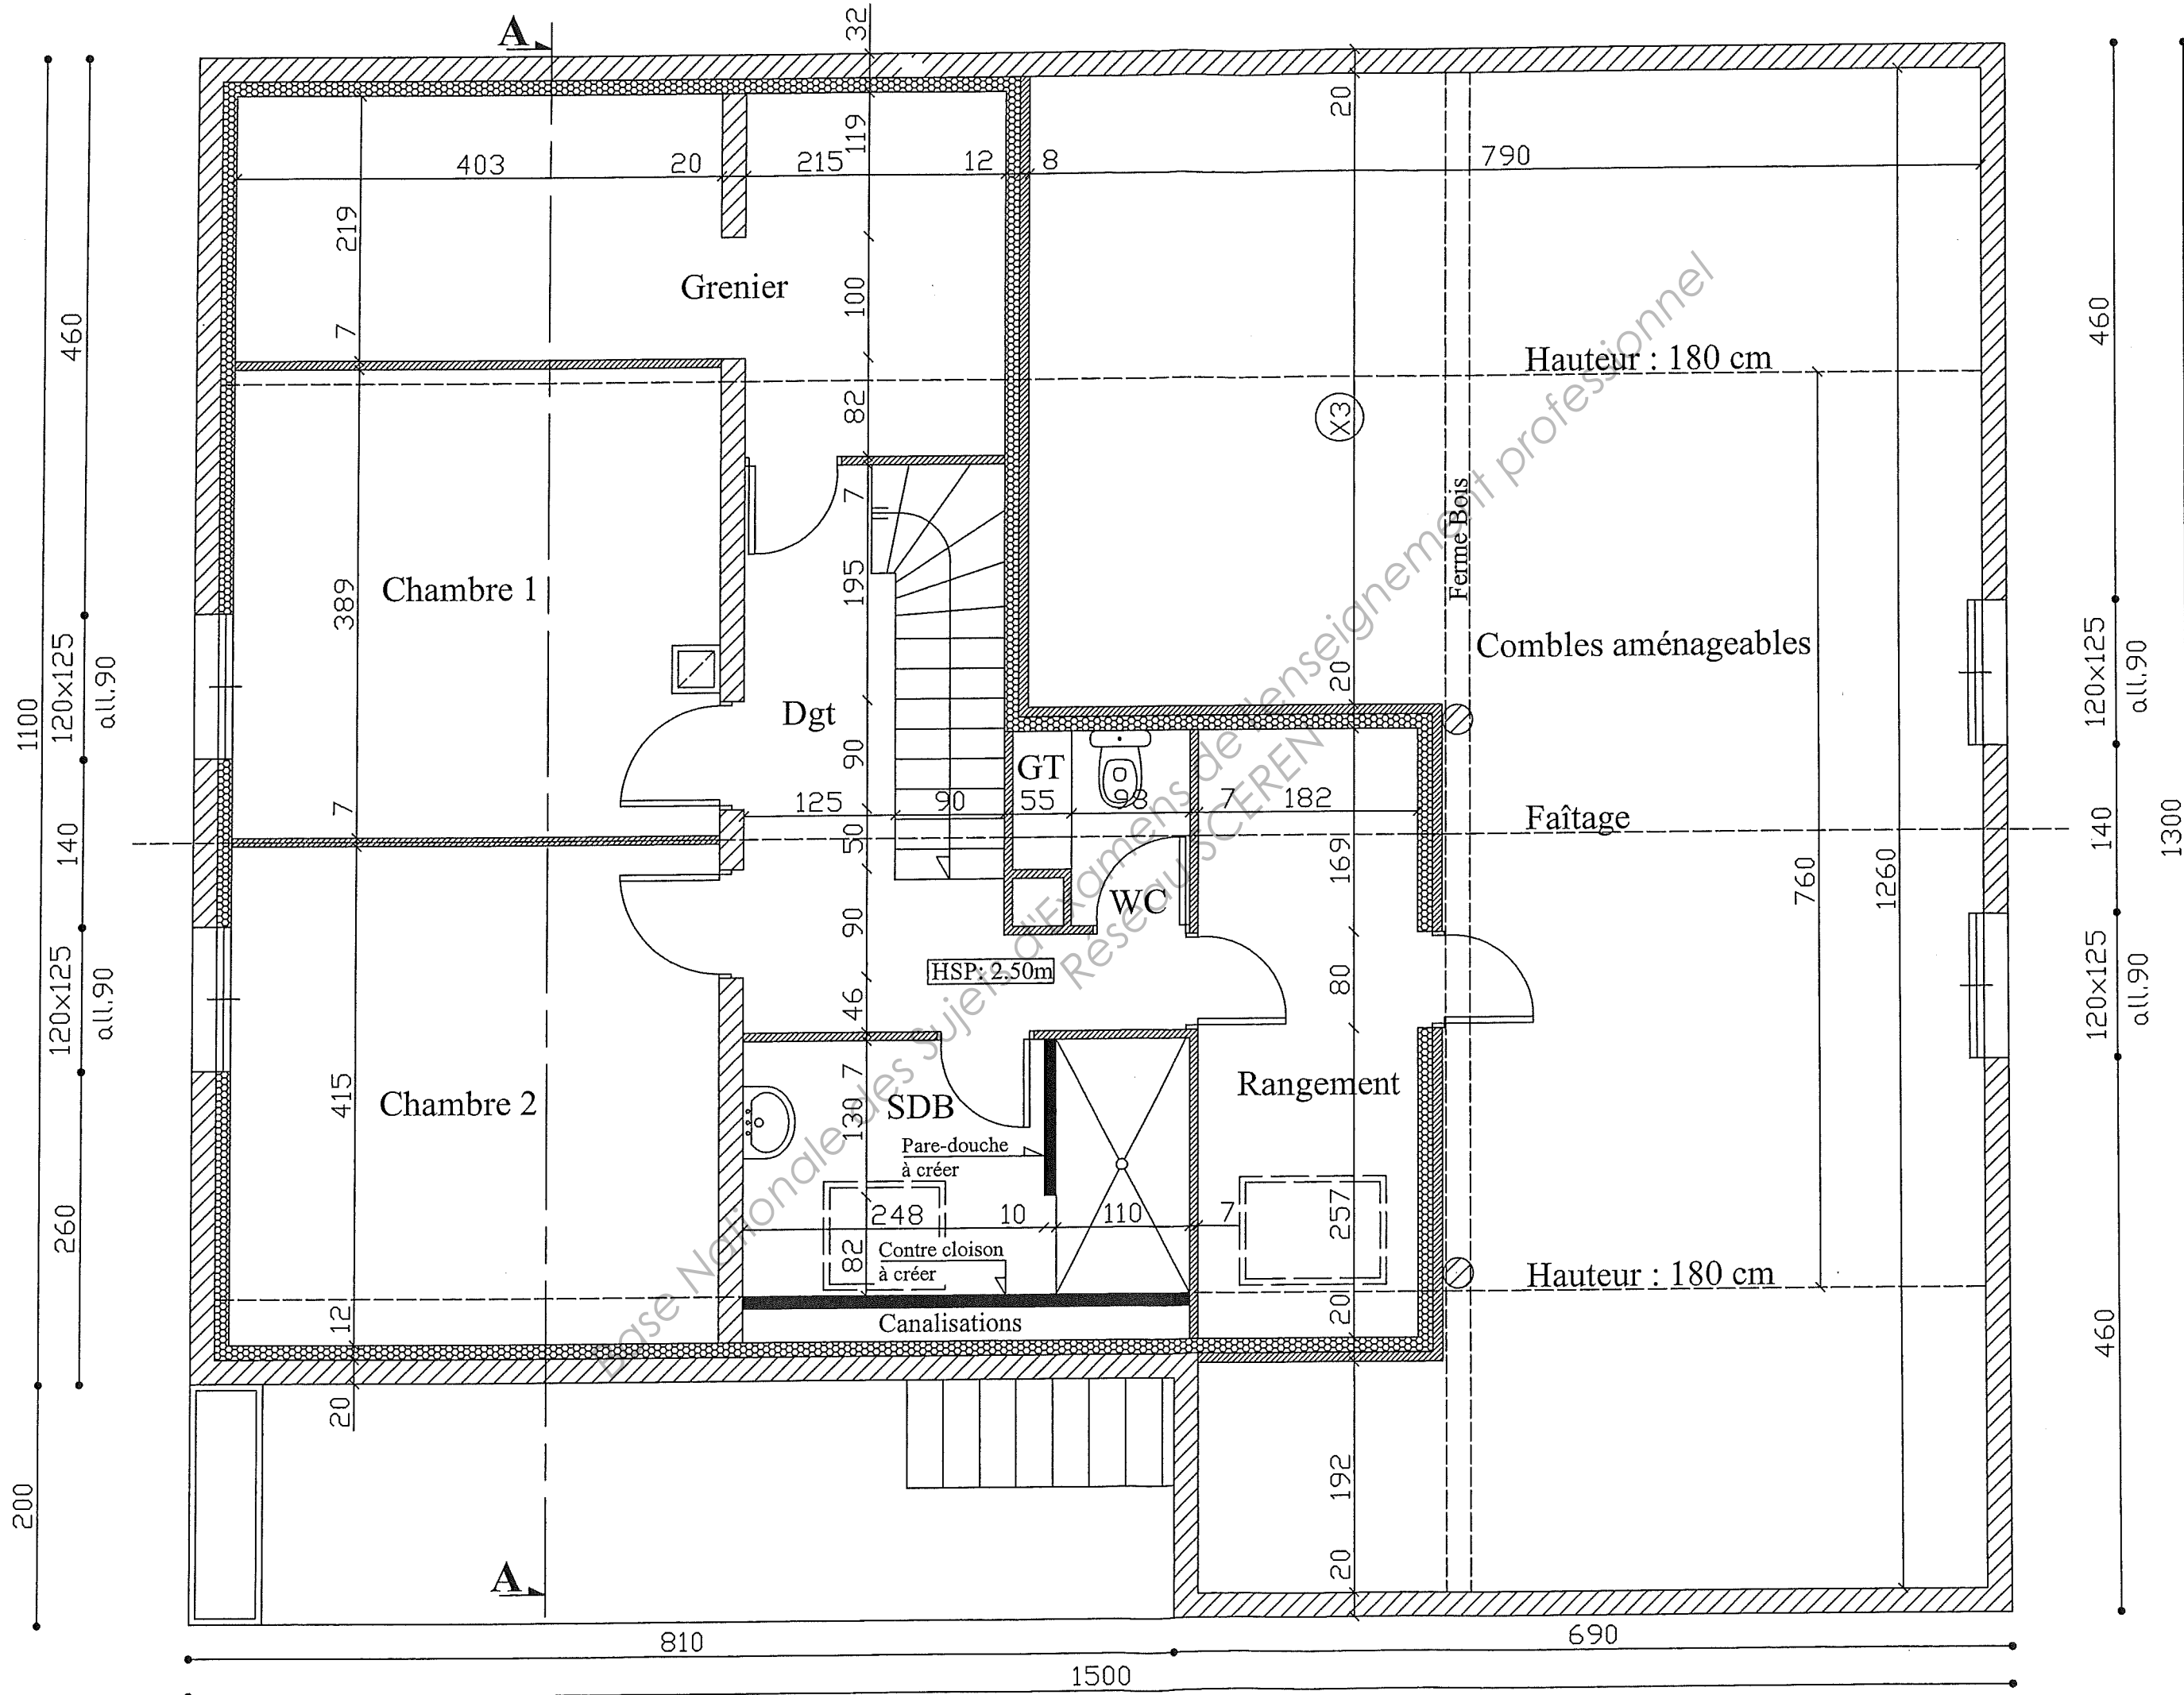 A
32
20
119
403
20
215
12
8
790
219
100
Grenier
7
82
Hauteur : 180 cm
X3
460
460
7
Ferme Bois
195
389
Chambre 1
20
Combles aménageables
120x125
all.90
120x125
all.90
1100
Dgt
90
GT
125
90
55
98
7
182
Faîtage
7
140
50
169
140
1300
760
1260
WC
90
HSP: 2.50m
80
120x125
all.90
120x125
all.90
46
Rangement
415
Chambre 2
7
SDB
130
Pare-douche
à créer
248
10
110
7
257
260
82
Contre cloison
à créer
Hauteur : 180 cm
12
Canalisations
20
460
20
200
192
A
20
810
690
1500
Base Nationale des Sujets d'Examens de l'enseignement professionnel
Réseau SCEREN